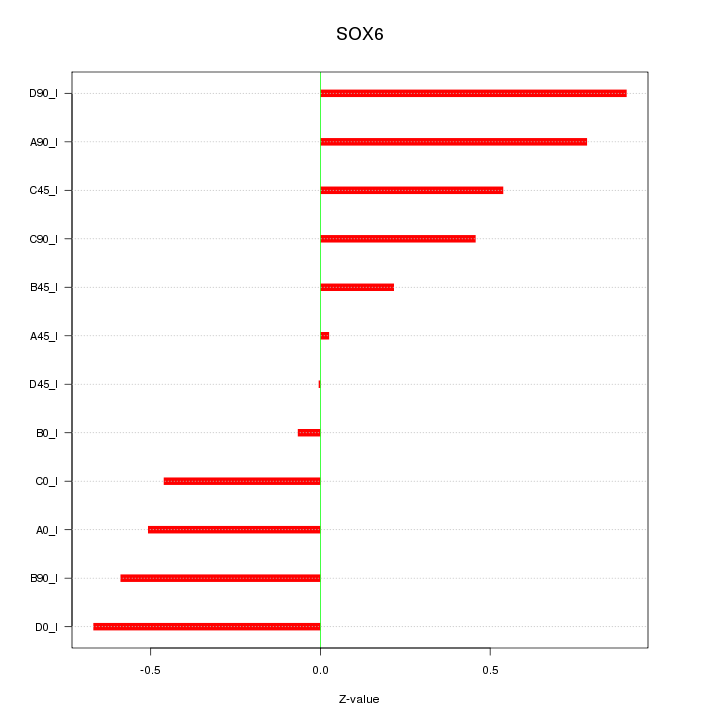 SOX6
D90_I
A90_I
C45_I
C90_I
B45_I
A45_I
D45_I
B0_I
C0_I
A0_I
B90_I
D0_I
-0.5 0.0 0.5
Z-value